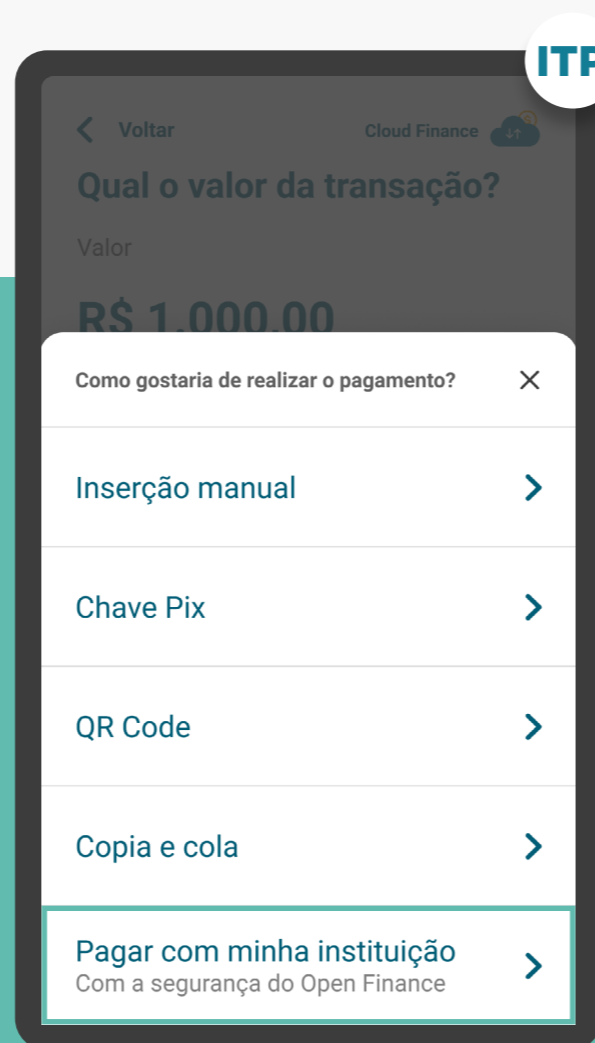 ITP
Voltar
Cloud Finance
Qual o valor da transação?
Valor
R$ 1.000,00
Como gostaria de realizar o pagamento?
Inserção manual
Chave Pix
QR Code
Copia e cola
Pagar com minha instituição
Com a segurança do Open Finance